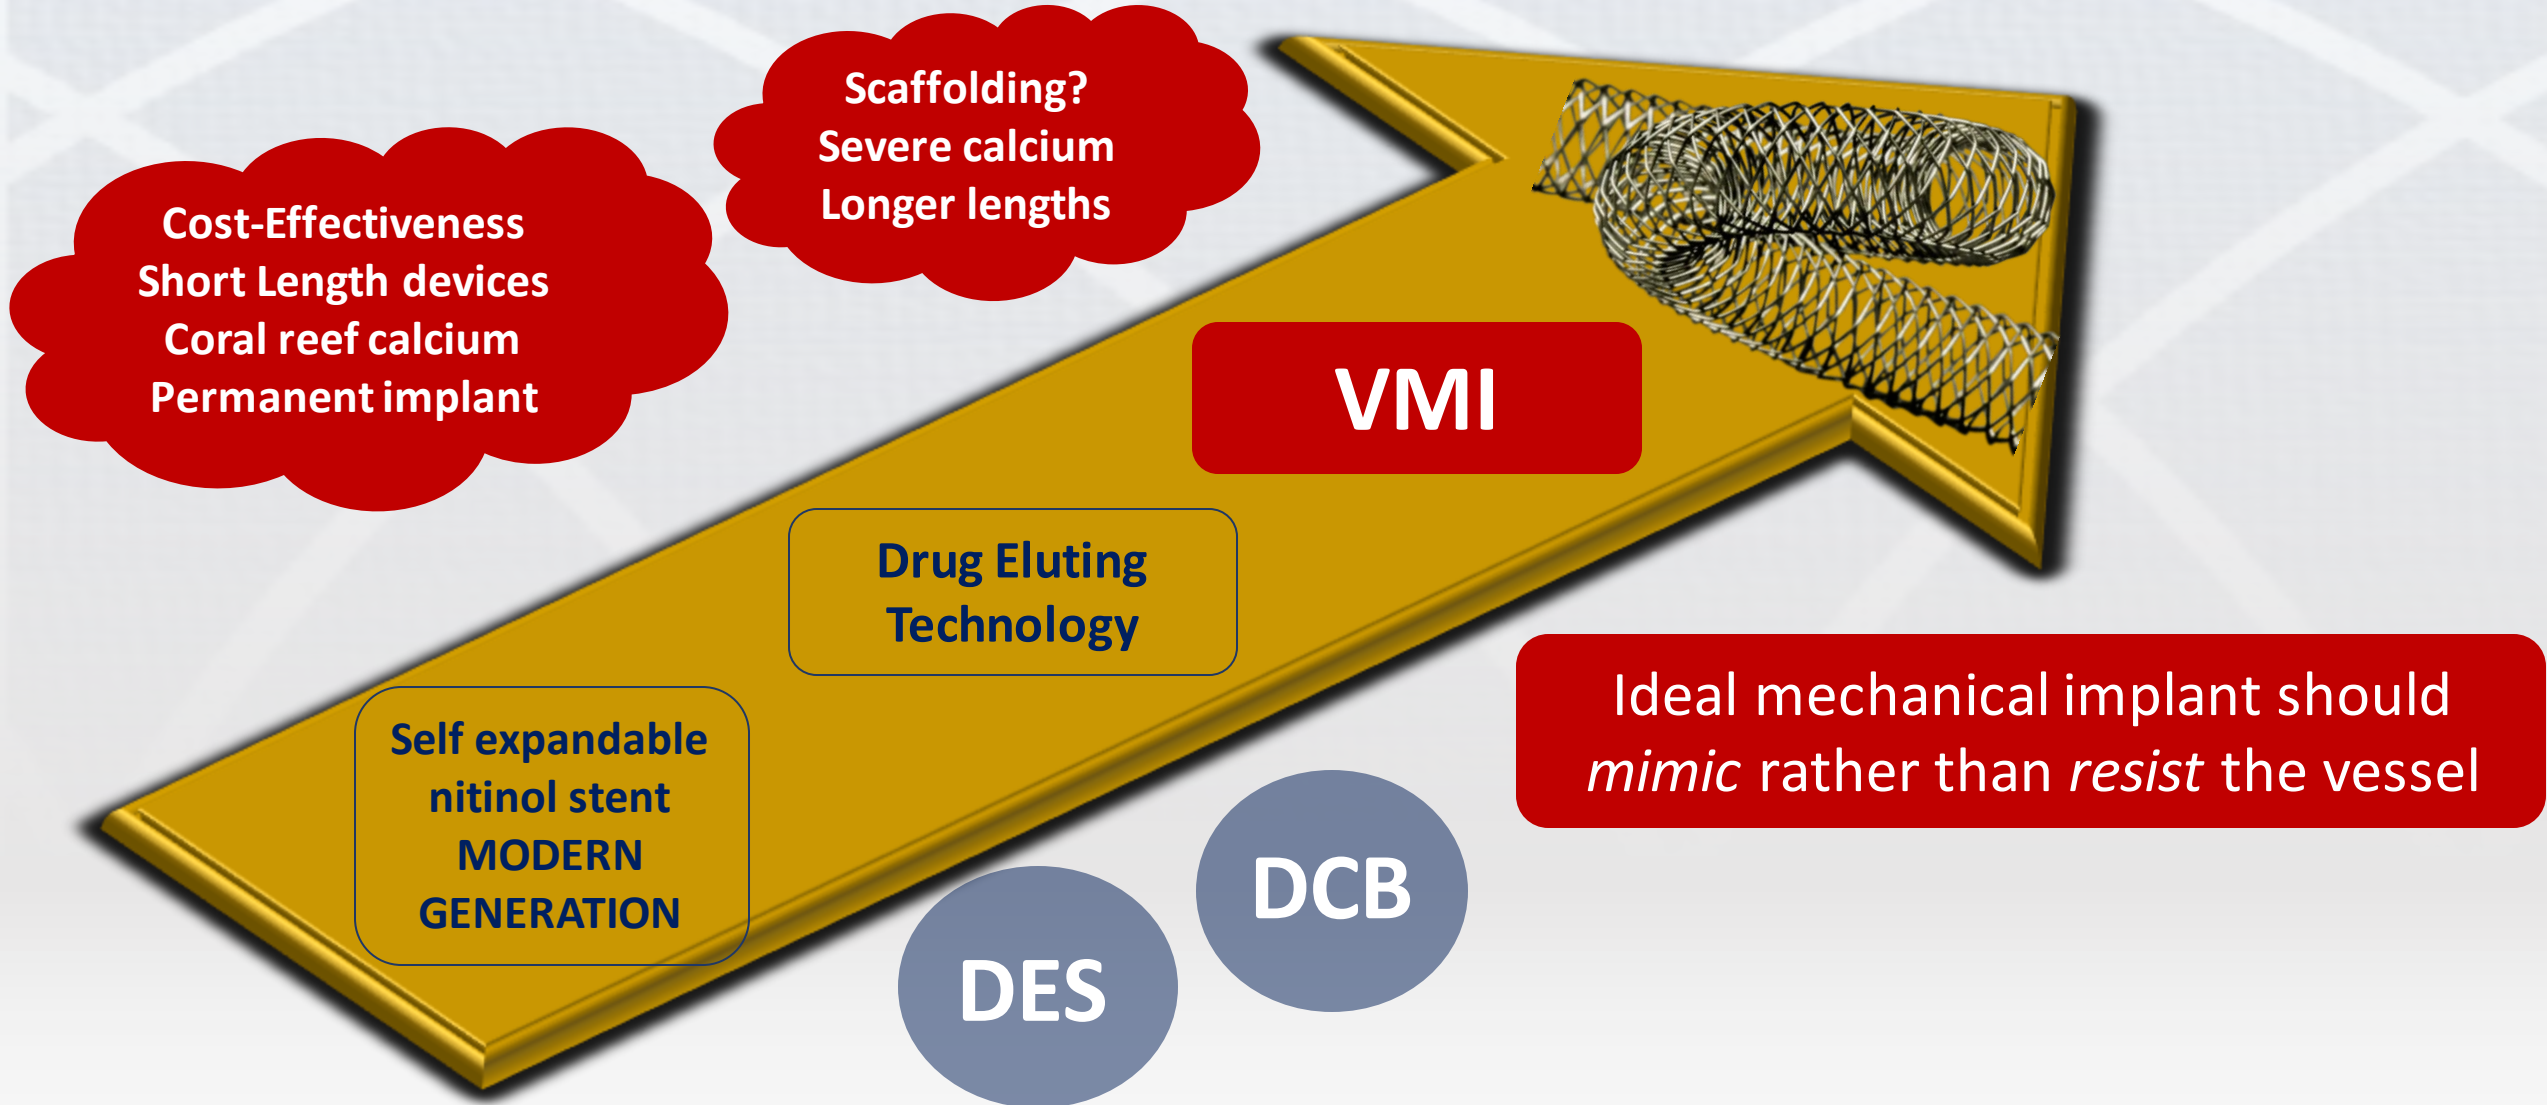 Scaffolding?
Severe calcium
Longer lengths
Cost-Effectiveness
Short Length devices
Coral reef calcium
Permanent implant
VMI
Drug Eluting
Technology
Self expandable
nitinol stent
MODERN
GENERATION
Ideal mechanical implant should
mimic rather than resist the vessel
DCB
DES